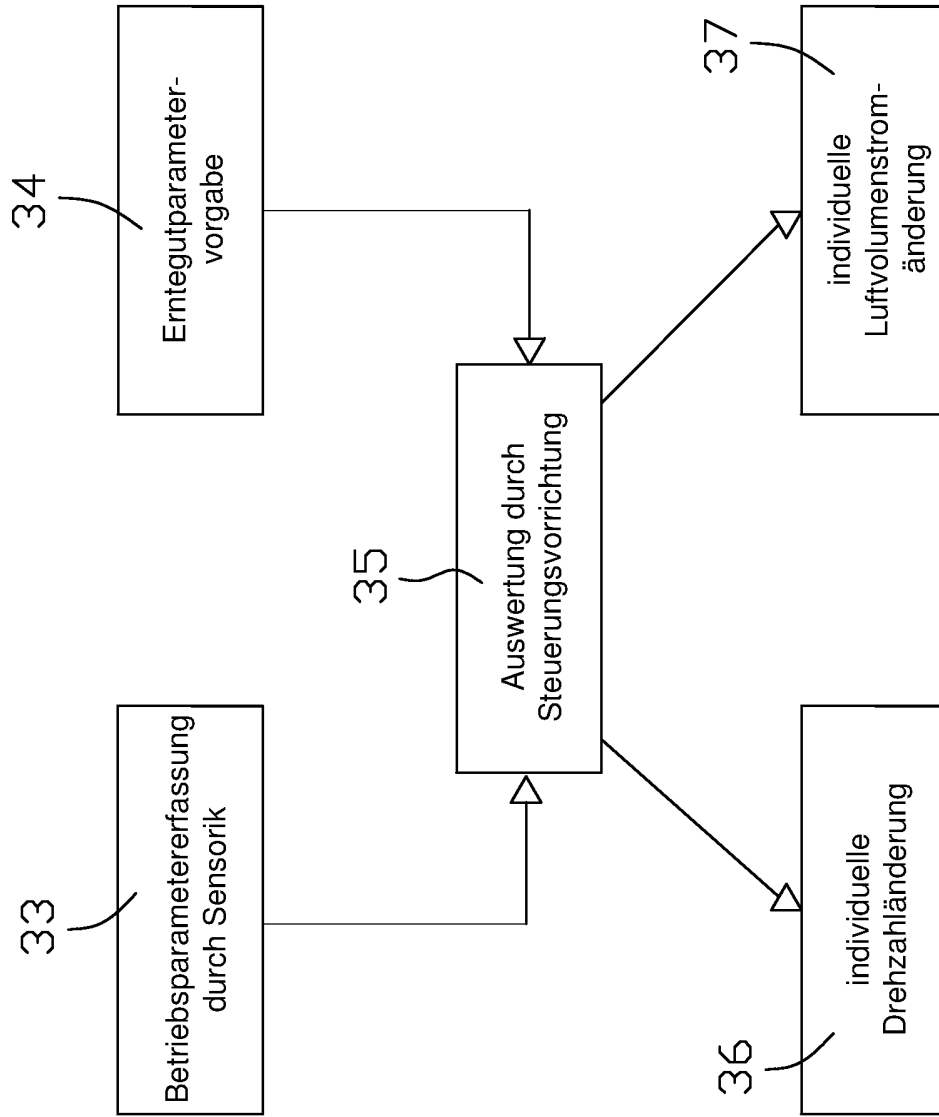 33
Betriebsparametererfassung
durch Sensorik
34
Erntegutparameter-
vorgabe
35
Auswertung durch
Steuerungsvorrichtung
36
individuelle
Drehzahländerung
37
individuelle
Luftvolumenstrom-
änderung